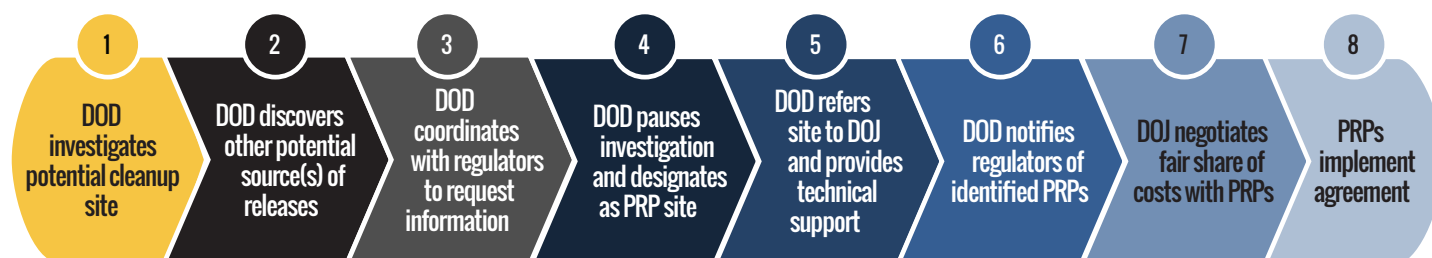 1
DOD
investigates
potential cleanup
site
2
DOD discovers
other potential
source(s) of
releases
3
DOD
coordinates
with regulators
to request
information
4
DOD pauses
investigation
and designates
as PRP site
5
DOD refers
site to DOJ
and provides
technical
support
6
DOD notifies
regulators of
identified PRPs
7
DOJ negotiates
fair share of
costs with PRPs
8
PRPs
implement
agreement